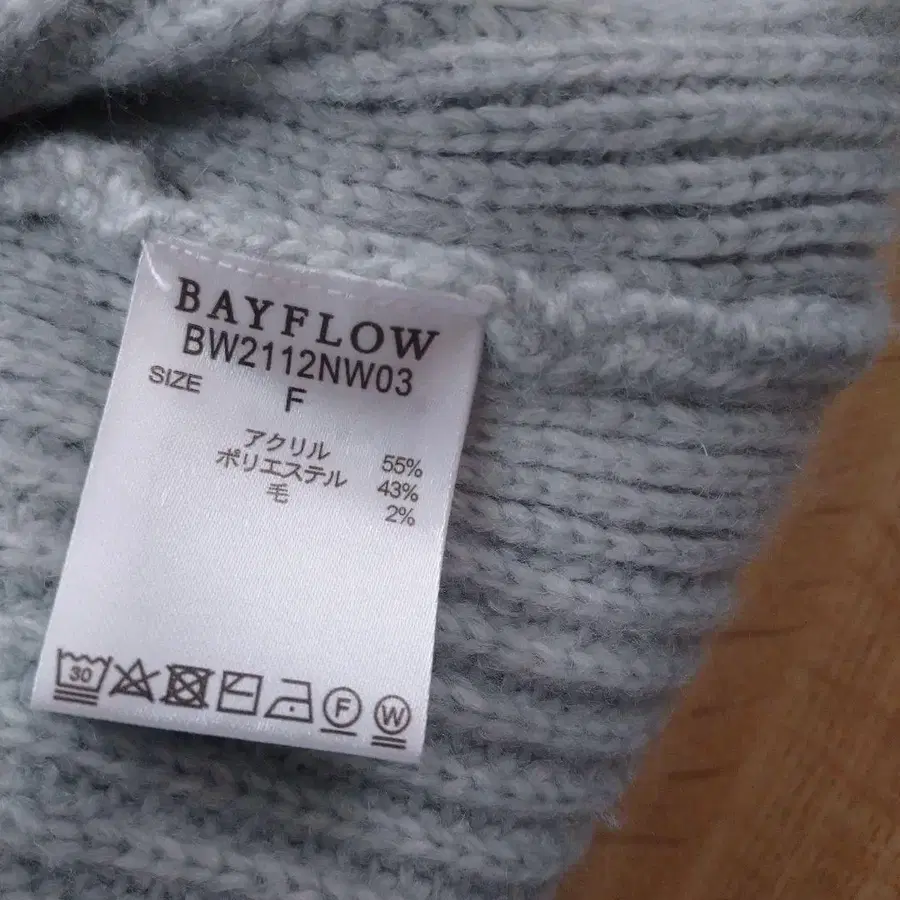 BAYFLOW
BW2112NW03
SIZE F
アクリル 55%
ポリエステル 43%
毛 2%
30 F W